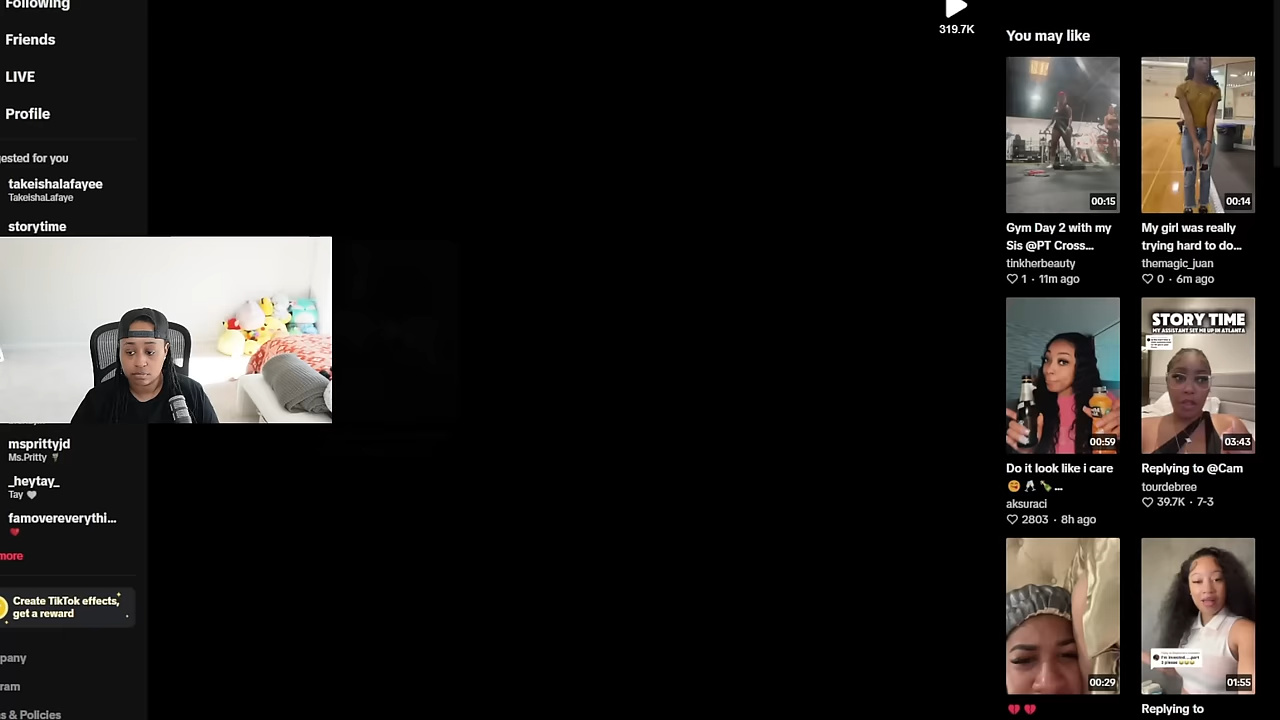 Following
Friends
LIVE
Profile
ested for you
takeishalafayee
TakeishaLafaye
storytime
msprittyjd
Ms.Pritty
_heytay_
Tay 🤍
famovereverythi...
❤️
more
Create TikTok effects,
get a reward
pany
ram
s & Policies
319.7K
You may like
00:15
Gym Day 2 with my
Sis @PT Cross...
tinkherbeauty
1 · 11m ago
00:14
My girl was really
trying hard to do...
themagic_juan
0 · 6m ago
00:59
Do it look like i care
...
aksuraci
2803 · 8h ago
STORY TIME
MY ASSISTANT SET ME UP IN ATLANTA
03:43
Replying to @Cam
tourdebree
39.7K · 7-3
00:29
💔 💔
01:55
Replying to